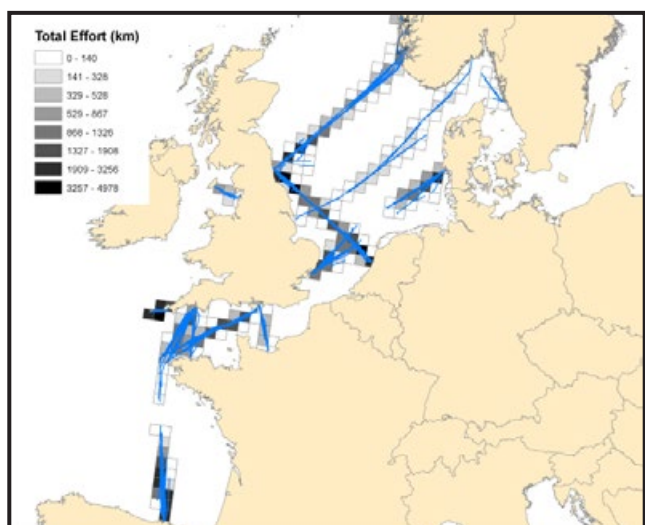 Total Effort (km)
0 - 140
141 - 328
329 - 528
529 - 867
868 - 1326
1327 - 1908
1909 - 3256
3257 - 4978